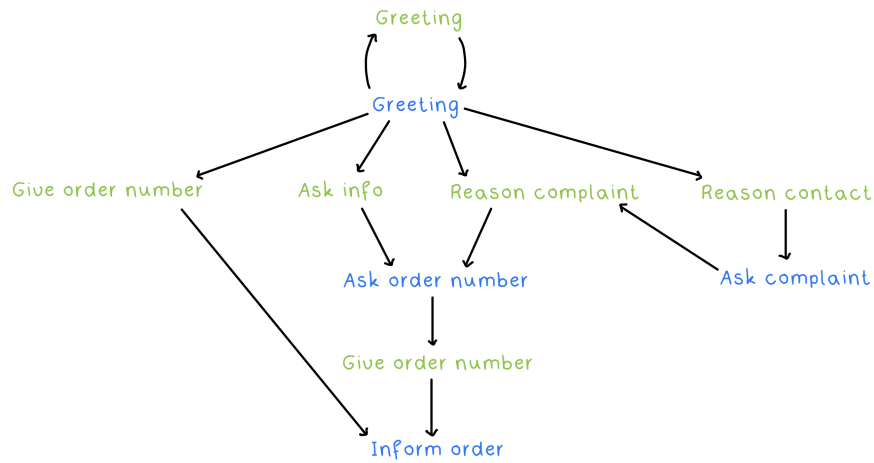 Greeting
Greeting
Give order number
Ask info
Reason complaint
Reason contact
Ask order number
Ask complaint
Give order number
Inform order